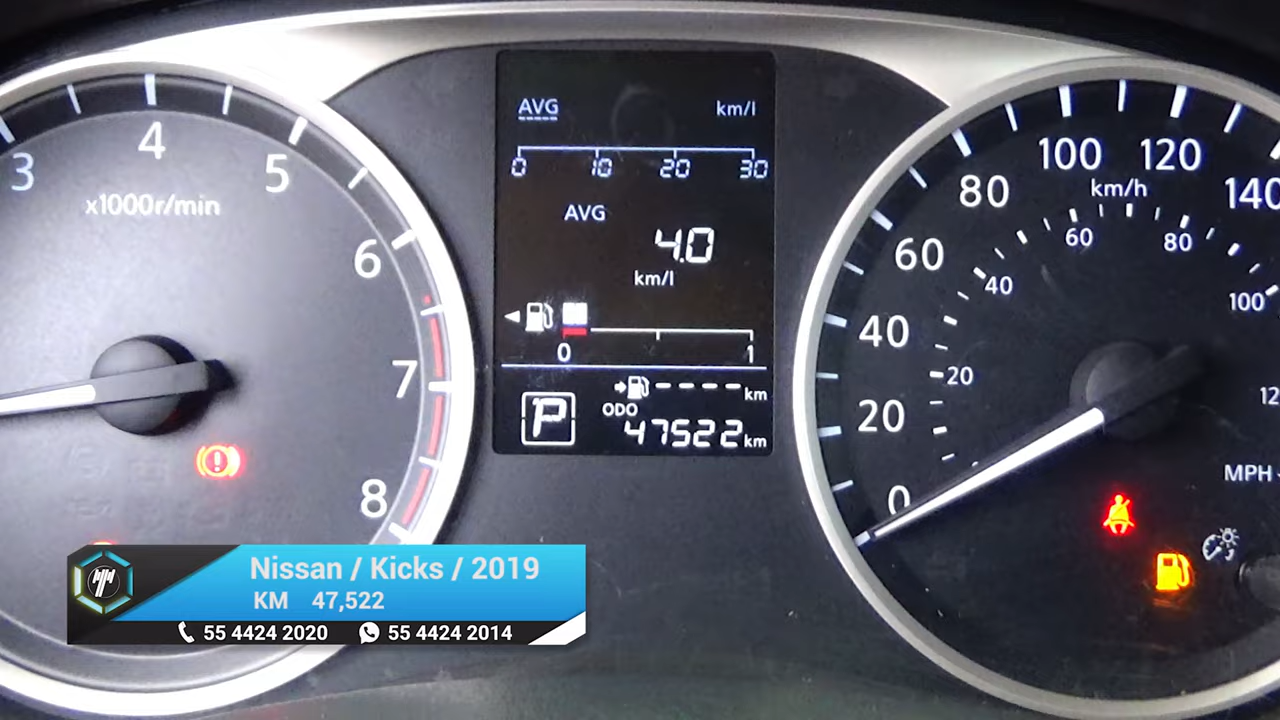 3
4
5
6
7
8
x1000r/min
AVG km/l
0 10 20 30
AVG
4.0
km/l
0 1
---- km
P
ODO
47522 km
0
20
40
60
80
100
120
140
km/h
20
40
60
80
100
12
MPH
Nissan / Kicks / 2019
KM 47,522
55 4424 2020 55 4424 2014